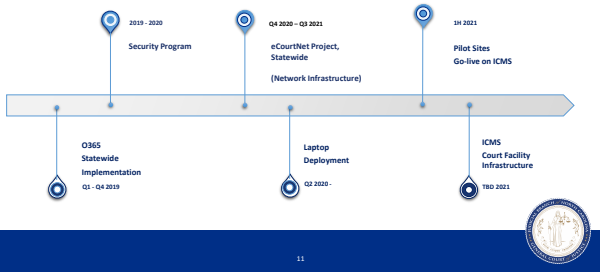 2019 - 2020
Security Program
Q4 2020 – Q3 2021
eCourtNet Project,
Statewide
(Network Infrastructure)
1H 2021
Pilot Sites
Go-live on ICMS
O365
Statewide
Implementation
Q1 - Q4 2019
Laptop
Deployment
Q2 2020 -
ICMS
Court Facility
Infrastructure
TBD 2021
11